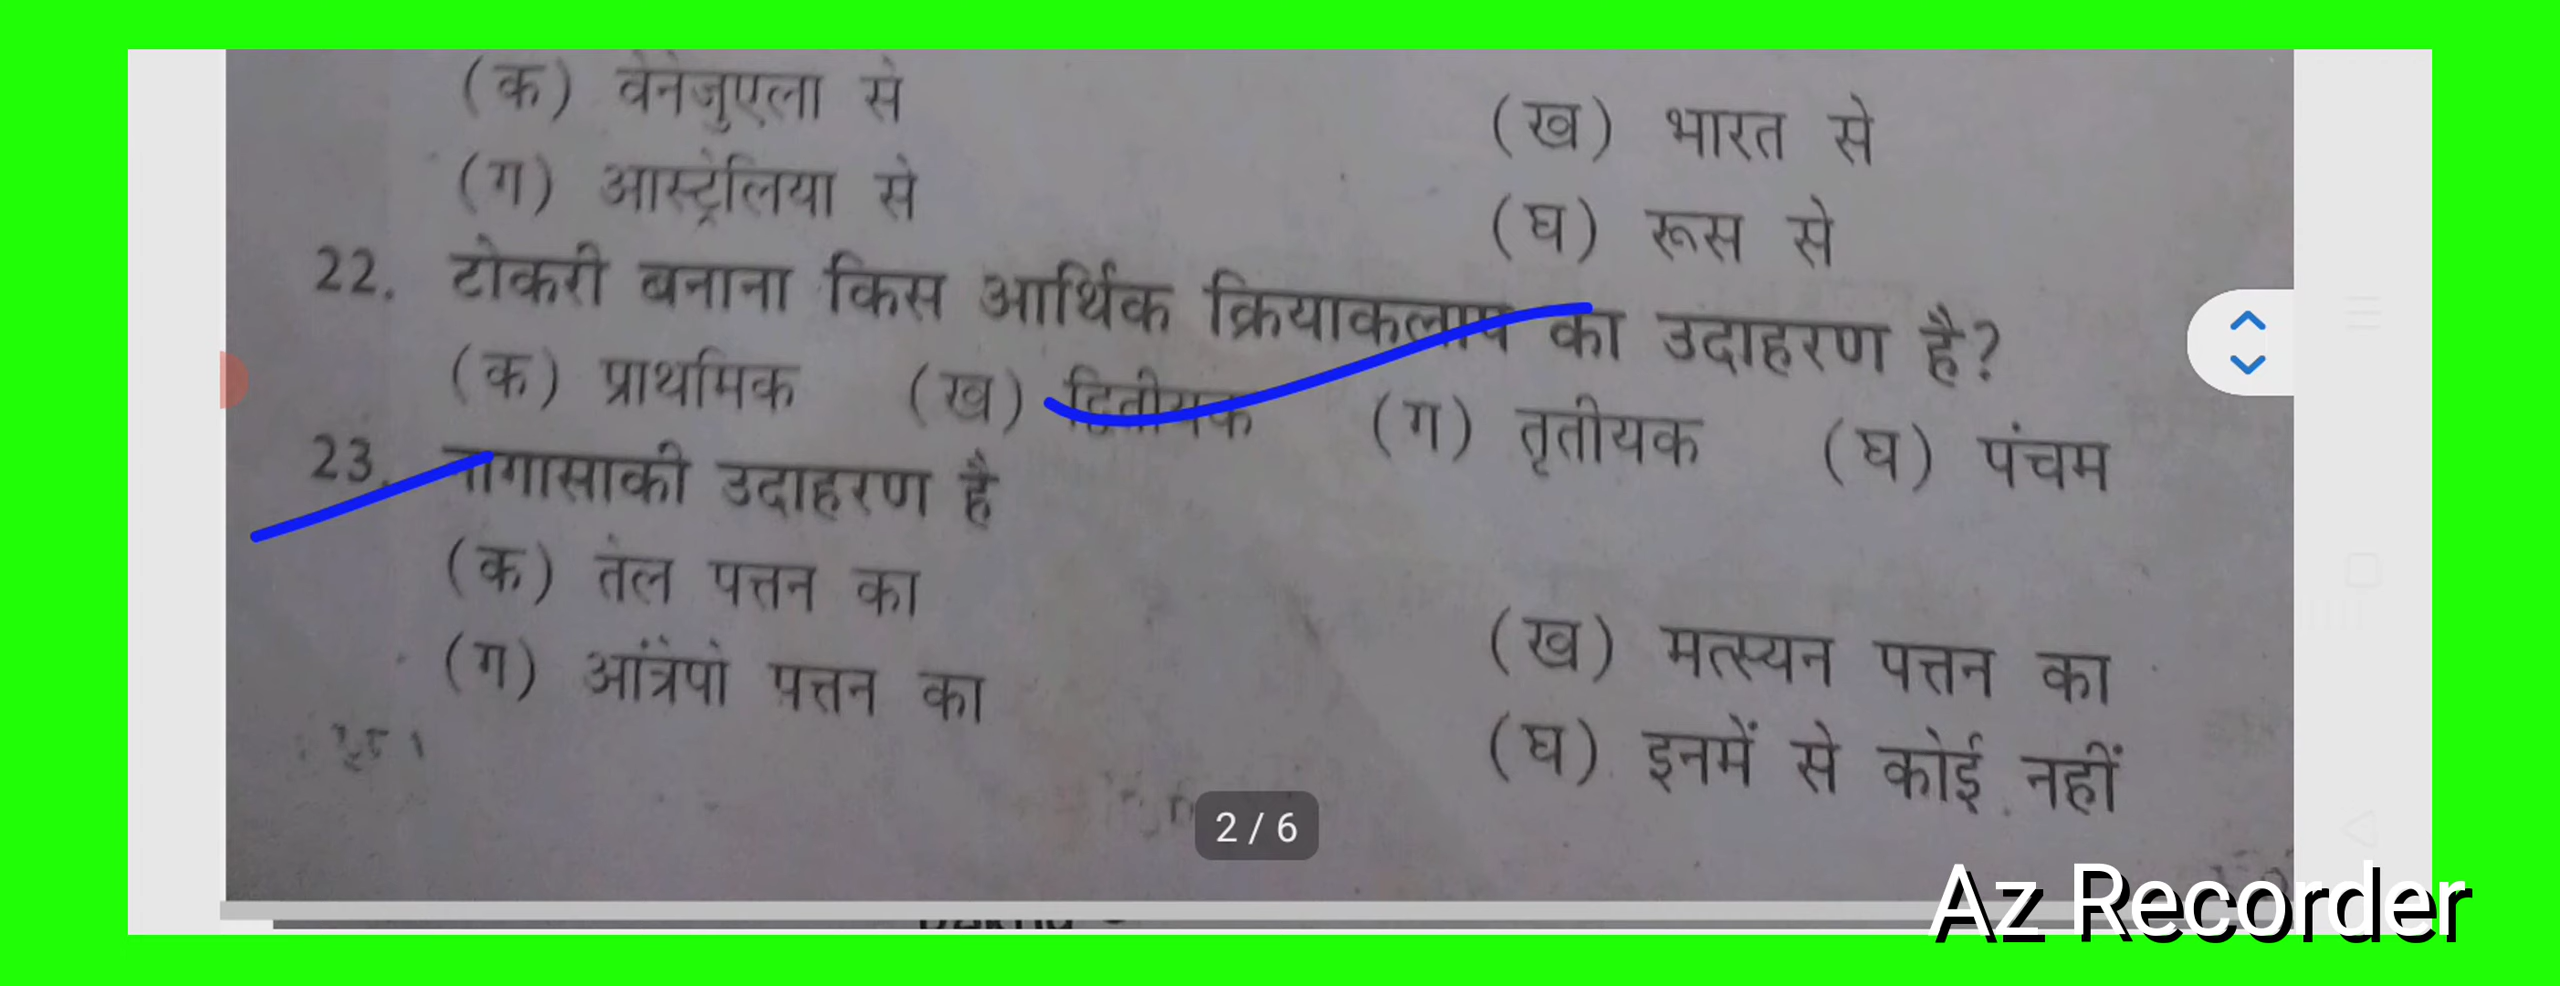 (क) वेनेजुएला से (ख) भारत से
(ग) आस्ट्रेलिया से (घ) रूस से
22. टोकरी बनाना किस आर्थिक क्रियाकलाप का उदाहरण है?
(क) प्राथमिक (ख) द्वितीयक (ग) तृतीयक (घ) पंचम
23. नागासाकी उदाहरण है
(क) तेल पत्तन का (ख) मत्स्यन पत्तन का
(ग) आंत्रेपो पत्तन का (घ) इनमें से कोई नहीं
2 / 6
Az Recorder